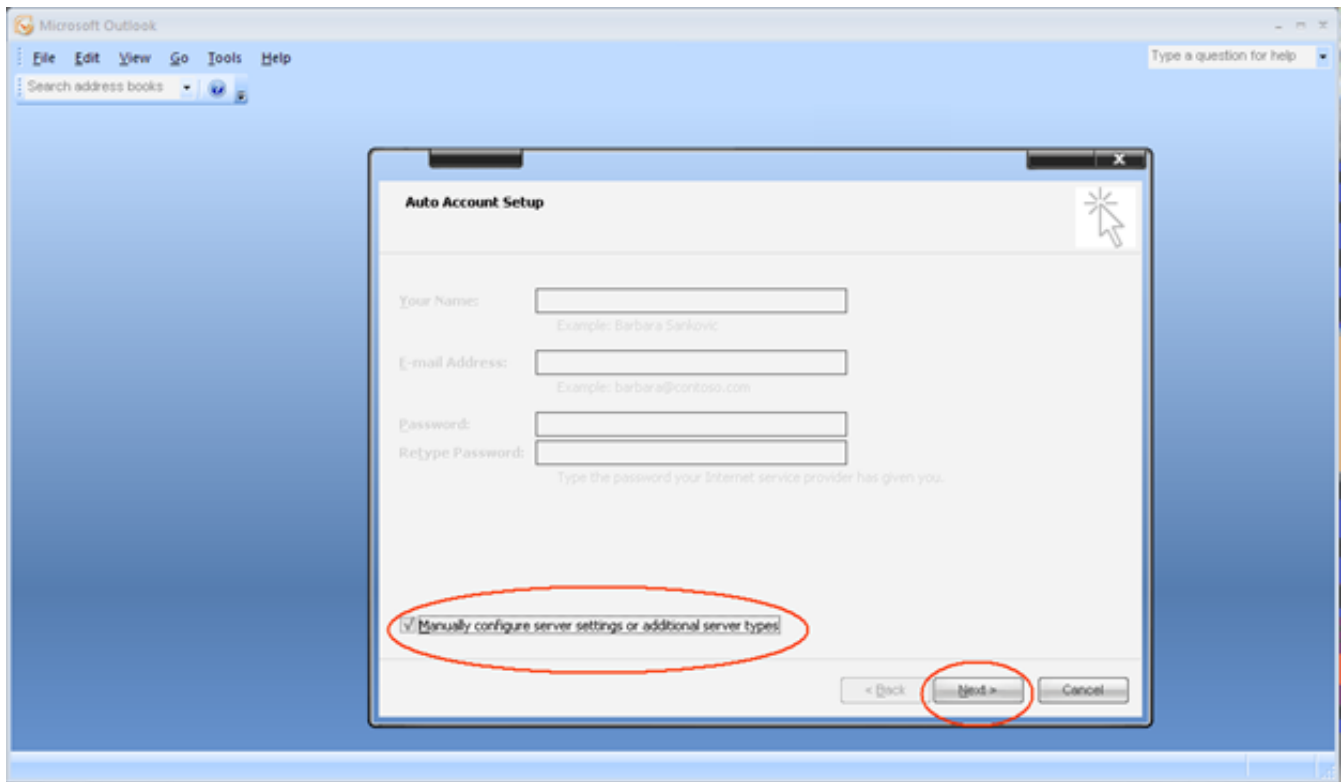 Microsoft Outlook
File Edit View Go Tools Help
Type a question for help
Search address books
X
Auto Account Setup
Your Name:
Example: Barbara Sankovic
E-mail Address:
Example: barbara@contoso.com
Password:
Retype Password:
Type the password your Internet service provider has given you.
Manually configure server settings or additional server types
< Back Next > Cancel